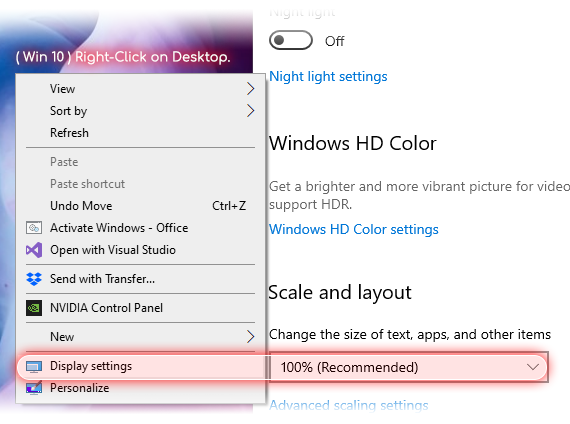 ( Win 10 ) Right-Click on Desktop.
View
Sort by
Refresh
Paste
Paste shortcut
Undo Move Ctrl+Z
Activate Windows - Office
Open with Visual Studio
Send with Transfer...
NVIDIA Control Panel
New
Display settings
Personalize
Night light
Off
Night light settings
Windows HD Color
Get a brighter and more vibrant picture for video
support HDR.
Windows HD Color settings
Scale and layout
Change the size of text, apps, and other items
100% (Recommended)
Advanced scaling settings